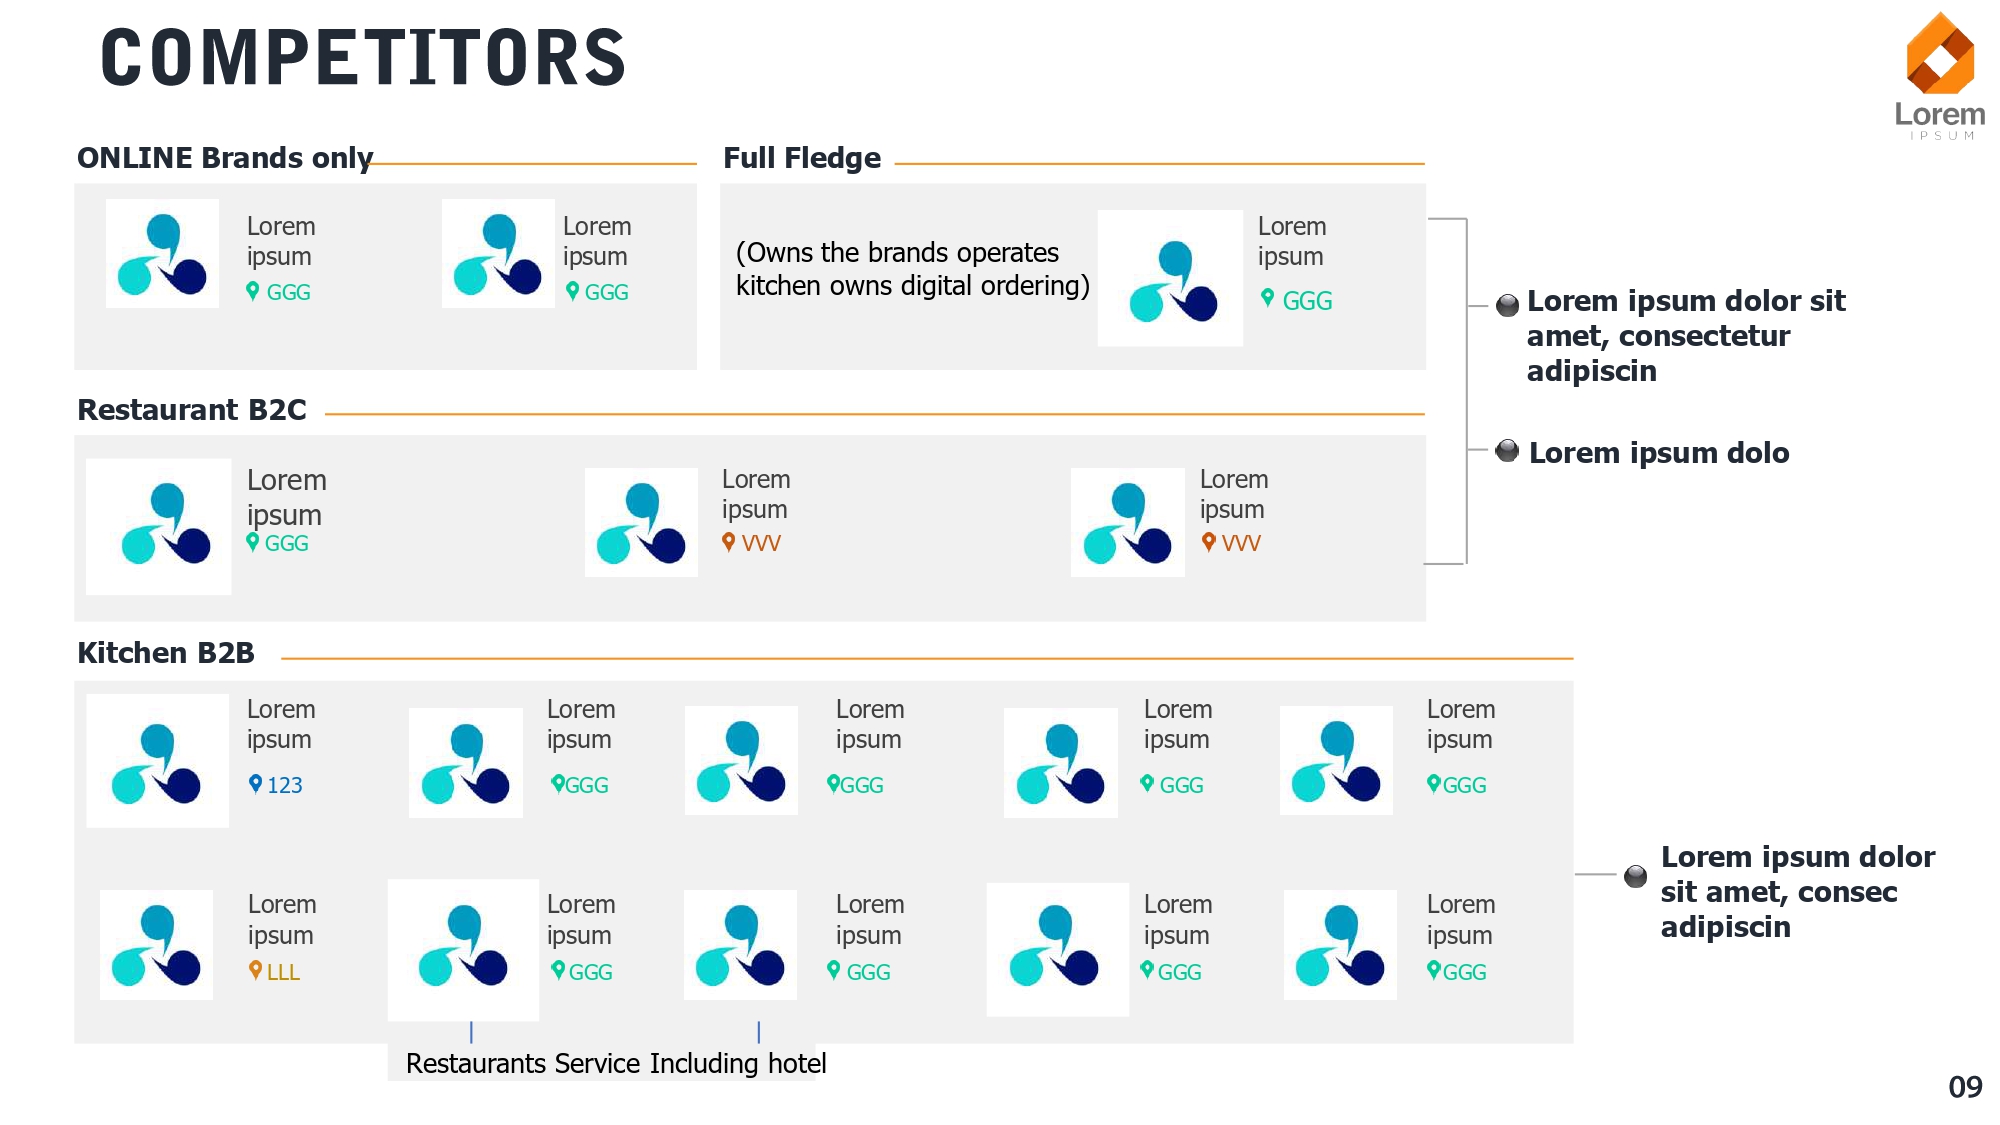 COMPETITORS
Lorem
IPSUM
ONLINE Brands only
Lorem
ipsum
GGG
Lorem
ipsum
GGG
Full Fledge
(Owns the brands operates
kitchen owns digital ordering)
Lorem
ipsum
GGG
Restaurant B2C
Lorem
ipsum
GGG
Lorem
ipsum
VVV
Lorem
ipsum
VVV
Lorem ipsum dolor sit
amet, consectetur
adipiscin
Lorem ipsum dolo
Kitchen B2B
Lorem
ipsum
123
Lorem
ipsum
GGG
Lorem
ipsum
GGG
Lorem
ipsum
GGG
Lorem
ipsum
GGG
Lorem
ipsum
LLL
Lorem
ipsum
GGG
Lorem
ipsum
GGG
Lorem
ipsum
GGG
Lorem
ipsum
GGG
Restaurants Service Including hotel
Lorem ipsum dolor
sit amet, consec
adipiscin
09